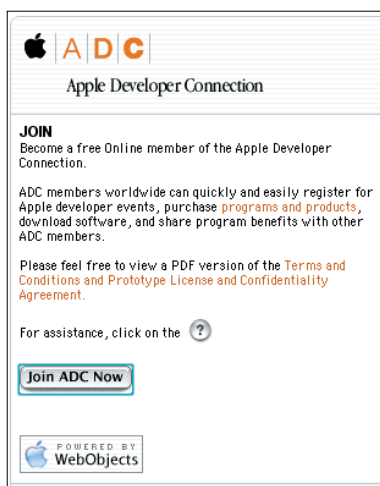 ADC
Apple Developer Connection
JOIN
Become a free Online member of the Apple Developer
Connection.
ADC members worldwide can quickly and easily register for
Apple developer events, purchase programs and products,
download software, and share program benefits with other
ADC members.
Please feel free to view a PDF version of the Terms and
Conditions and Prototype License and Confidentiality
Agreement.
For assistance, click on the ?
Join ADC Now
POWERED BY
WebObjects